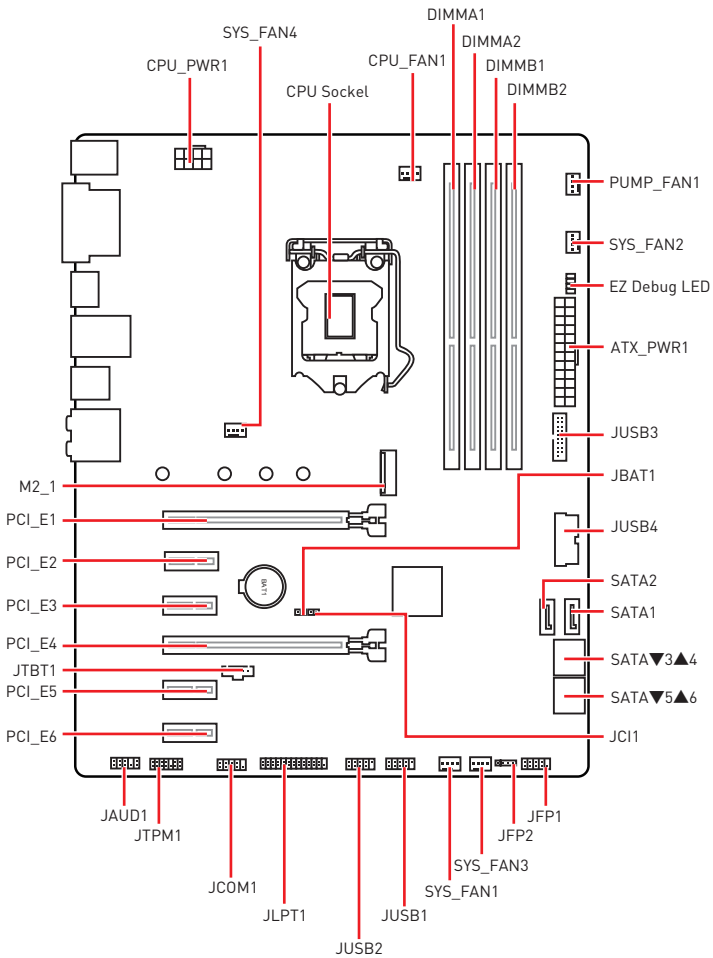 DIMMA1
SYS_FAN4
DIMMA2
CPU_FAN1
CPU_PWR1
DIMMB1
CPU Sockel
DIMMB2
PUMP_FAN1
SYS_FAN2
EZ Debug LED
ATX_PWR1
JUSB3
JBAT1
M2_1
PCI_E1
JUSB4
PCI_E2
BAT1
SATA2
PCI_E3
SATA1
PCI_E4
SATA▼3▲4
JTBT1
PCI_E5
SATA▼5▲6
PCI_E6
JCI1
JAUD1
JFP1
JTPM1
JFP2
SYS_FAN3
JCOM1
SYS_FAN1
JLPT1
JUSB1
JUSB2